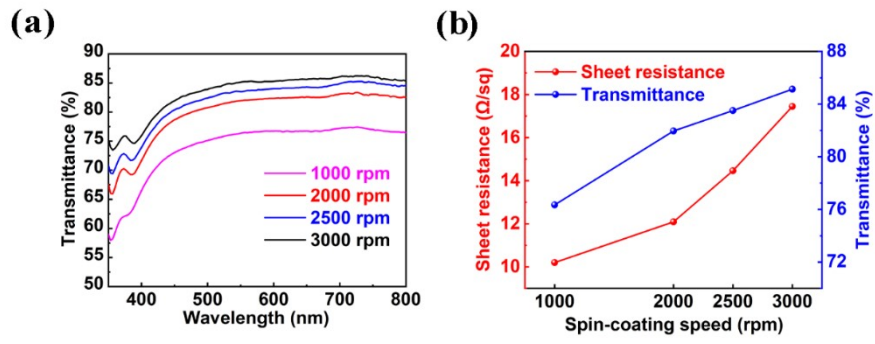 (a)
90
85
80
75
70
65
60
55
50
Transmittance (%)
1000 rpm
2000 rpm
2500 rpm
3000 rpm
400 500 600 700 800
Wavelength (nm)
(b)
20
18
16
14
12
10
Sheet resistance (Ω/sq)
Sheet resistance
Transmittance
88
84
80
76
72
Transmittance (%)
1000 2000 2500 3000
Spin-coating speed (rpm)